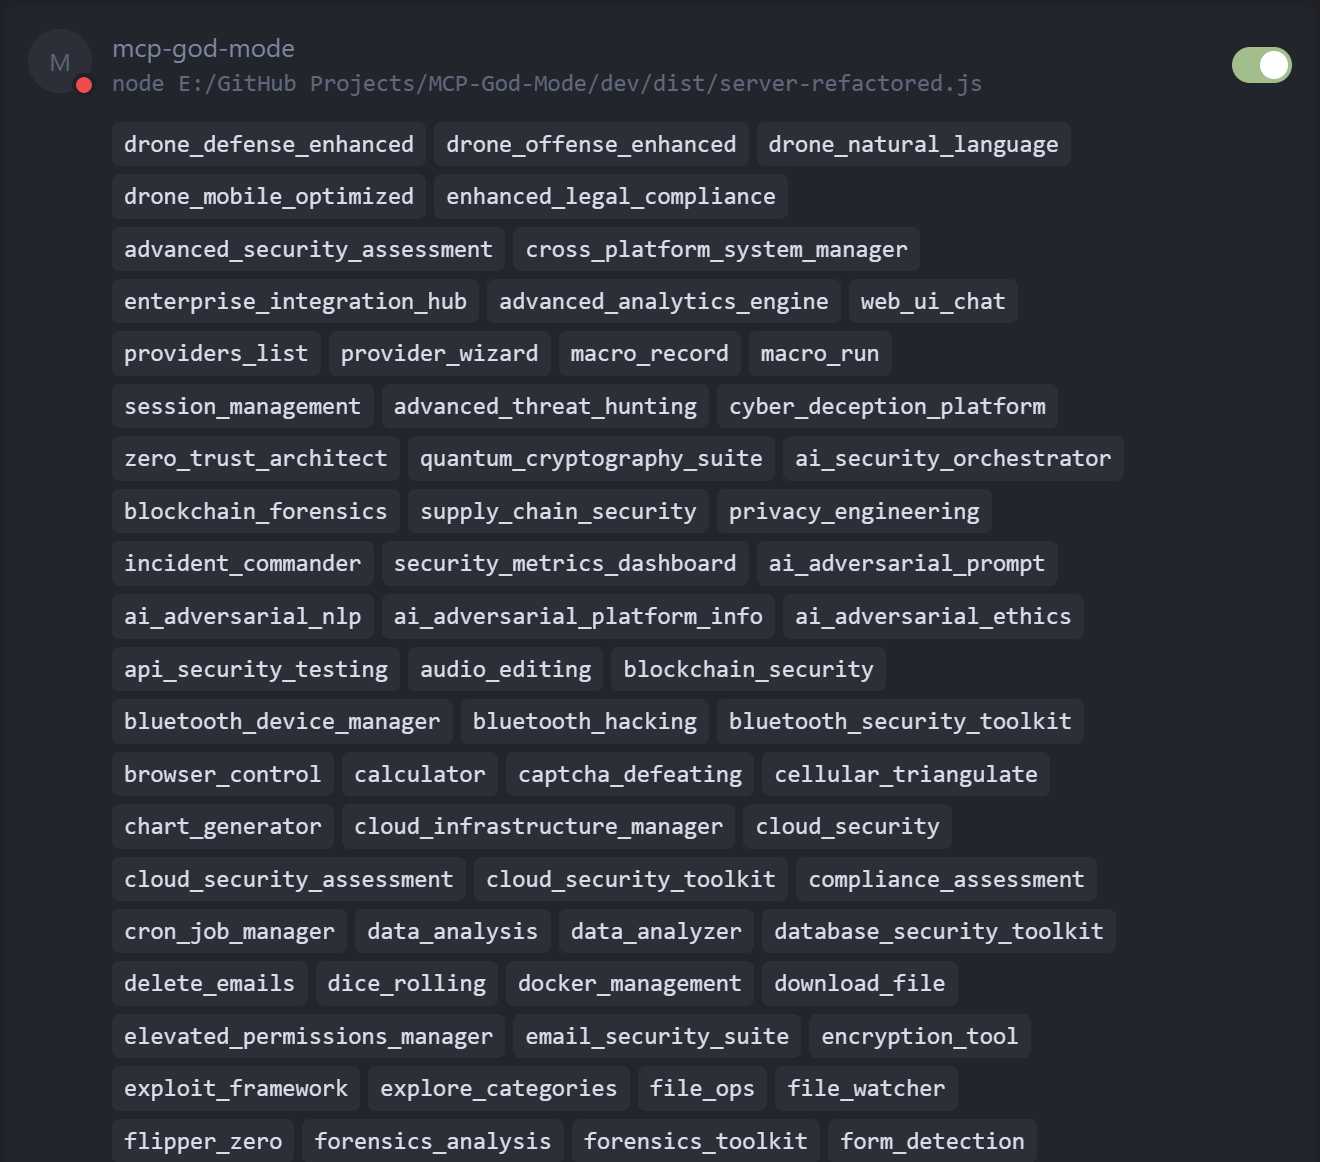 M
mcp-god-mode
node E:/GitHub Projects/MCP-God-Mode/dev/dist/server-refactored.js
drone_defense_enhanced drone_offense_enhanced drone_natural_language
drone_mobile_optimized enhanced_legal_compliance
advanced_security_assessment cross_platform_system_manager
enterprise_integration_hub advanced_analytics_engine web_ui_chat
providers_list provider_wizard macro_record macro_run
session_management advanced_threat_hunting cyber_deception_platform
zero_trust_architect quantum_cryptography_suite ai_security_orchestrator
blockchain_forensics supply_chain_security privacy_engineering
incident_commander security_metrics_dashboard ai_adversarial_prompt
ai_adversarial_nlp ai_adversarial_platform_info ai_adversarial_ethics
api_security_testing audio_editing blockchain_security
bluetooth_device_manager bluetooth_hacking bluetooth_security_toolkit
browser_control calculator captcha_defeating cellular_triangulate
chart_generator cloud_infrastructure_manager cloud_security
cloud_security_assessment cloud_security_toolkit compliance_assessment
cron_job_manager data_analysis data_analyzer database_security_toolkit
delete_emails dice_rolling docker_management download_file
elevated_permissions_manager email_security_suite encryption_tool
exploit_framework explore_categories file_ops file_watcher
flipper_zero forensics_analysis forensics_toolkit form_detection